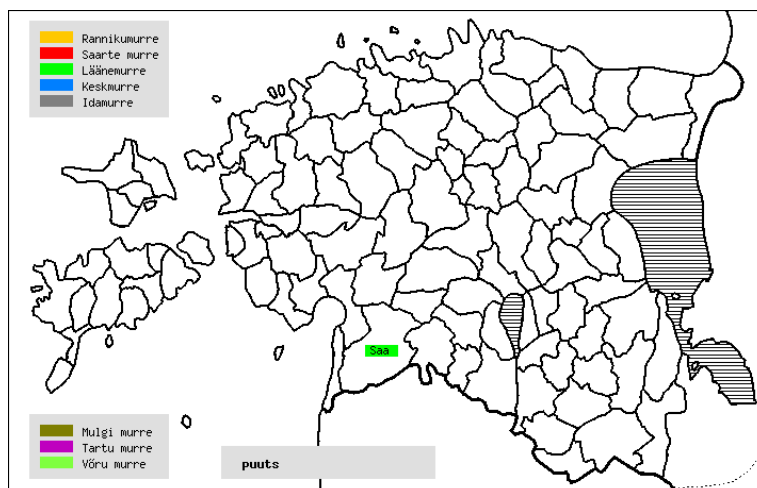 Rannikumurre
Saarte murre
Läänemurre
Keskmurre
Idamurre
Saa
Mulgi murre
Tartu murre
Võru murre
puuts